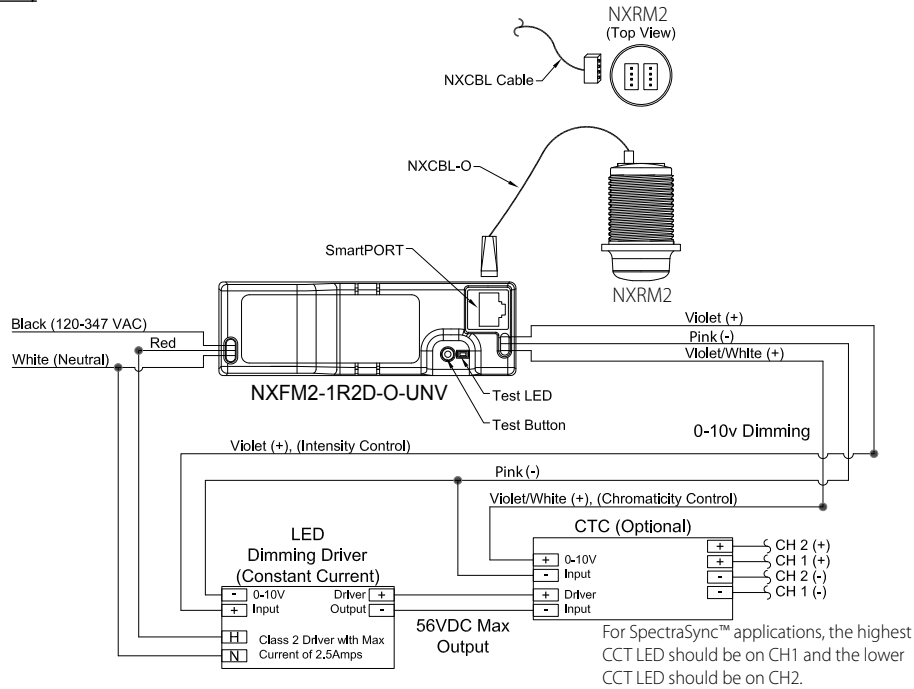 NXRM2
(Top View)
NXCBL Cable
NXCBL-O
SmartPORT
NXRM2
Black (120-347 VAC)
Red
White (Neutral)
Violet (+)
Pink (-)
Violet/White (+)
NXFM2-1R2D-O-UNV
Test LED
Test Button
0-10v Dimming
Violet (+), (Intensity Control)
Pink (-)
Violet/White (+), (Chromaticity Control)
LED
Dimming Driver
(Constant Current)
CTC (Optional)
- 0-10V Driver +
+ Input Output -
H Class 2 Driver with Max
N Current of 2.5Amps
56VDC Max
Output
+ 0-10V
- Input
+ Driver
- Input
+ CH 2 (+)
+ CH 1 (+)
- CH 2 (-)
- CH 1 (-)
For SpectraSync™ applications, the highest
CCT LED should be on CH1 and the lower
CCT LED should be on CH2.